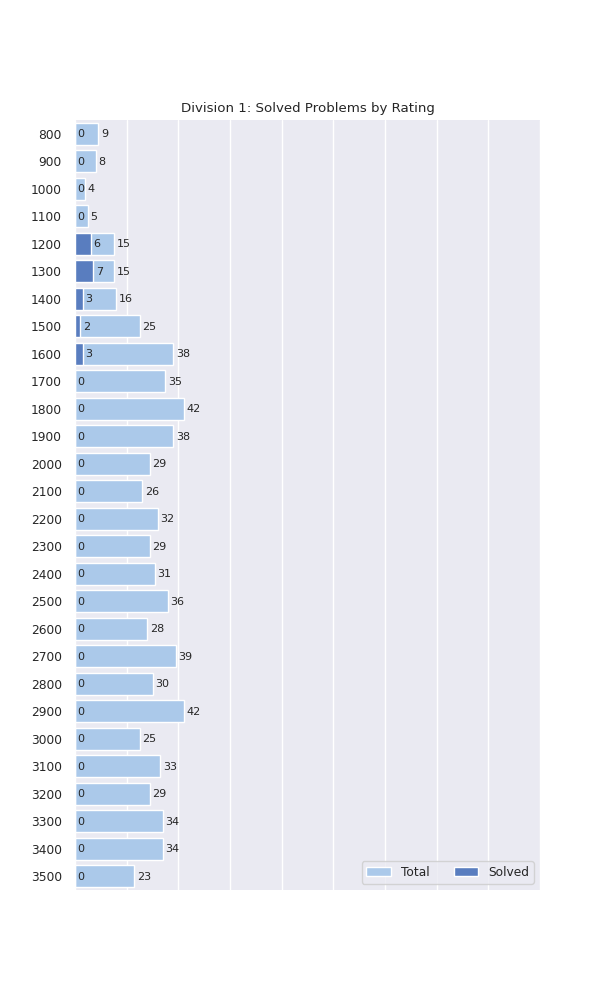 Division 1: Solved Problems by Rating
800 0 9
900 0 8
1000 0 4
1100 0 5
1200 6 15
1300 7 15
1400 3 16
1500 2 25
1600 3 38
1700 0 35
1800 0 42
1900 0 38
2000 0 29
2100 0 26
2200 0 32
2300 0 29
2400 0 31
2500 0 36
2600 0 28
2700 0 39
2800 0 30
2900 0 42
3000 0 25
3100 0 33
3200 0 29
3300 0 34
3400 0 34
3500 0 23
Total Solved